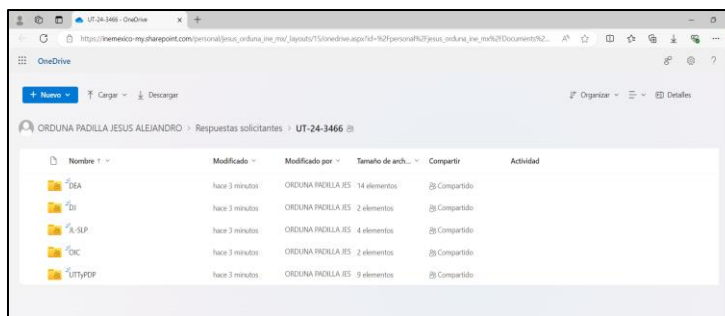 UT-24-3466 - OneDrive
https://inemexico-my.sharepoint.com/personal/jesus_orduna_ine_mx/_layouts/15/onedrive.aspx?id=%2Fpersonal%2Fjesus_orduna_ine_mx%2FDocuments%2...
OneDrive
+ Nuevo Cargar Descargar Organizar Detalles
ORDUNA PADILLA JESUS ALEJANDRO > Respuestas solicitantes > UT-24-3466
Nombre ↑ Modificado Modificado por Tamaño de arch... Compartir Actividad
DEA hace 3 minutos ORDUNA PADILLA JES 14 elementos Compartido
DJ hace 3 minutos ORDUNA PADILLA JES 2 elementos Compartido
JL-SLP hace 3 minutos ORDUNA PADILLA JES 4 elementos Compartido
OIC hace 3 minutos ORDUNA PADILLA JES 2 elementos Compartido
UTTyPDP hace 3 minutos ORDUNA PADILLA JES 9 elementos Compartido